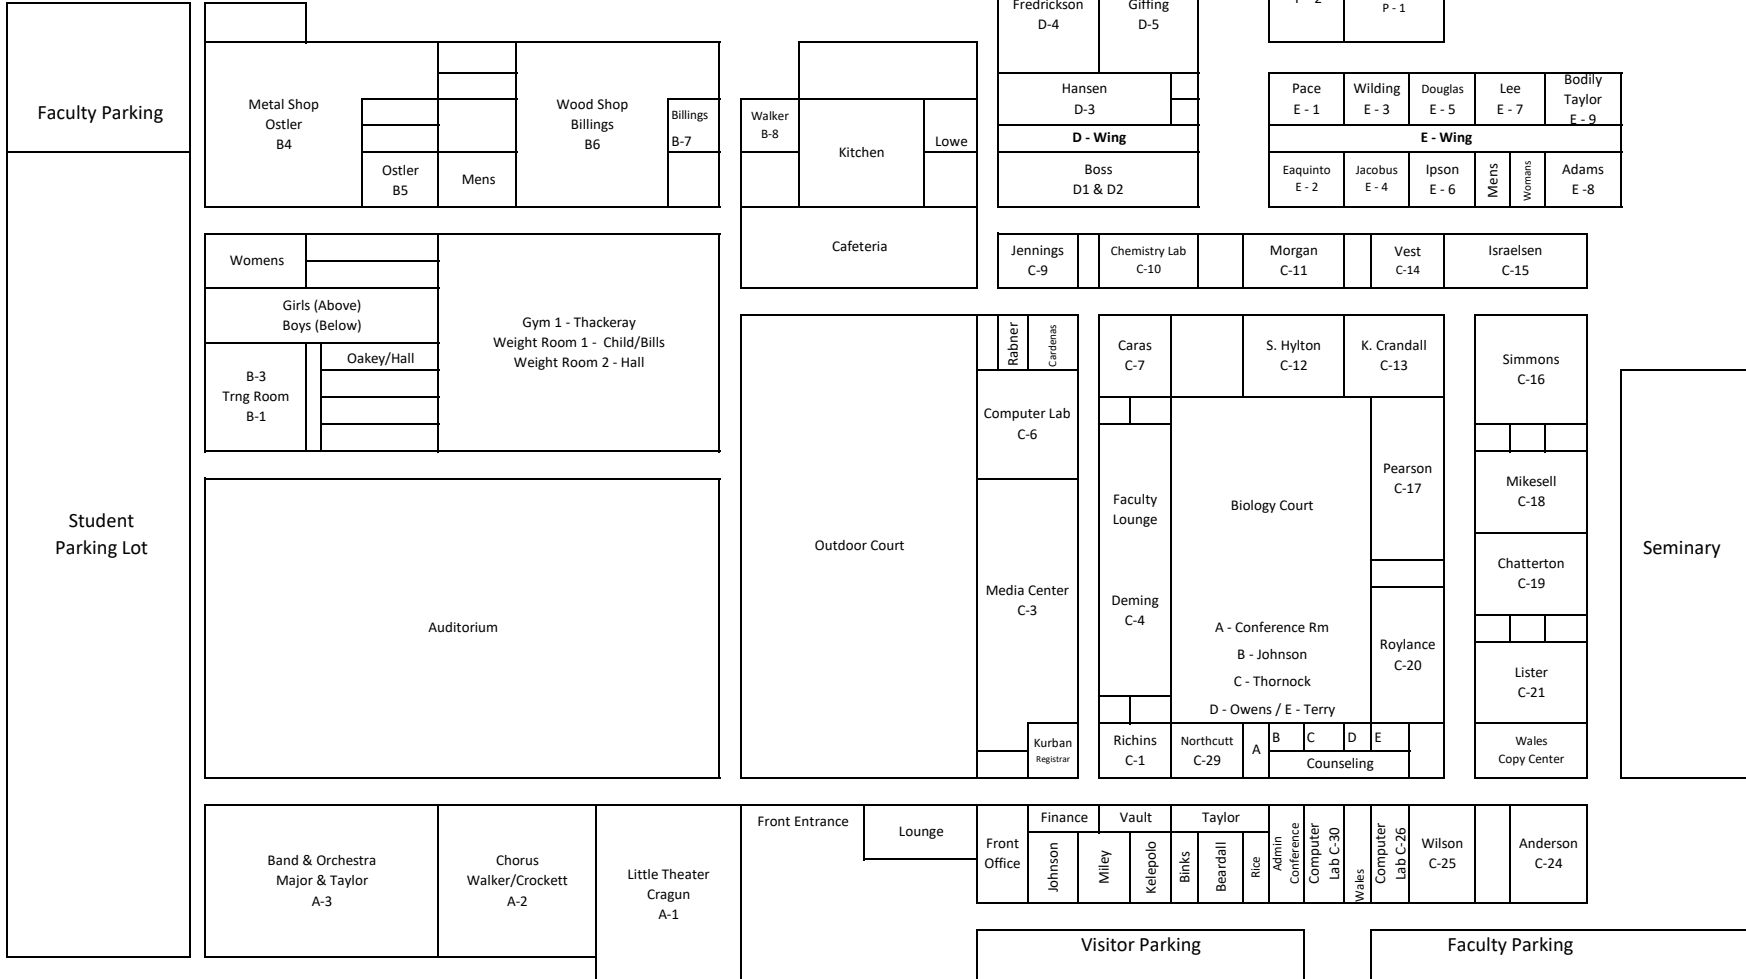 Fredrickson
D-4
Giffing
D-5
P - 1
Faculty Parking
Metal Shop
Ostler
B4
Ostler
B5
Mens
Wood Shop
Billings
B6
Billings
B-7
Walker
B-8
Kitchen
Lowe
Cafeteria
Hansen
D-3
D - Wing
Boss
D1 & D2
Pace
E - 1
Wilding
E - 3
Douglas
E - 5
Lee
E - 7
Bodily
Taylor
E - 9
E - Wing
Eaquinto
E - 2
Jacobus
E - 4
Ipson
E - 6
Mens
Womans
Adams
E -8
Womens
Girls (Above)
Boys (Below)
Oakey/Hall
B-3
Trng Room
B-1
Gym 1 - Thackeray
Weight Room 1 - Child/Bills
Weight Room 2 - Hall
Jennings
C-9
Chemistry Lab
C-10
Morgan
C-11
Vest
C-14
Israelsen
C-15
Rabner
Cardenas
Computer Lab
C-6
Caras
C-7
S. Hylton
C-12
K. Crandall
C-13
Simmons
C-16
Student
Parking Lot
Auditorium
Outdoor Court
Media Center
C-3
Kurban
Registrar
Faculty
Lounge
Deming
C-4
Biology Court
A - Conference Rm
B - Johnson
C - Thornock
D - Owens / E - Terry
Pearson
C-17
Roylance
C-20
Mikesell
C-18
Chatterton
C-19
Lister
C-21
Wales
Copy Center
Seminary
Richins
C-1
Northcutt
C-29
A
B
C
D
E
Counseling
Band & Orchestra
Major & Taylor
A-3
Chorus
Walker/Crockett
A-2
Little Theater
Cragun
A-1
Front Entrance
Lounge
Front
Office
Finance
Vault
Taylor
Johnson
Miley
Kelepolo
Binks
Beardall
Rice
Admin
Conference
Computer
Lab C-30
Wales
Computer
Lab C-26
Wilson
C-25
Anderson
C-24
Visitor Parking
Faculty Parking